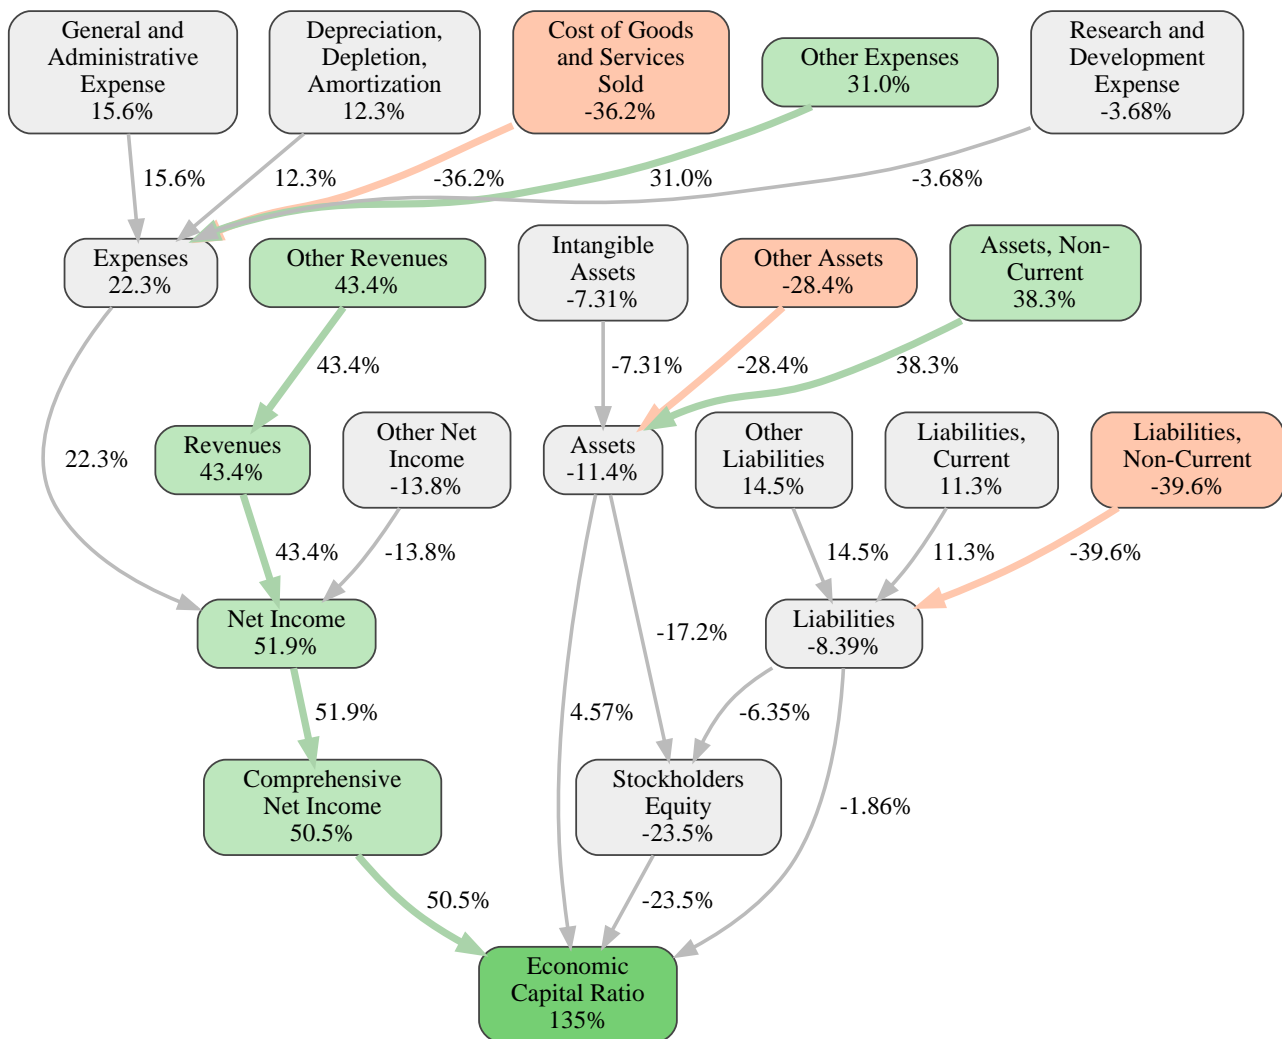 General and
Administrative
Expense
15.6%
Depreciation,
Depletion,
Amortization
12.3%
Cost of Goods
and Services
Sold
-36.2%
Other Expenses
31.0%
Research and
Development
Expense
-3.68%
15.6%
12.3%
-36.2%
31.0%
-3.68%
Expenses
22.3%
Other Revenues
43.4%
Intangible
Assets
-7.31%
Other Assets
-28.4%
Assets, Non-
Current
38.3%
43.4%
-7.31%
-28.4%
38.3%
22.3%
Revenues
43.4%
Other Net
Income
-13.8%
Assets
-11.4%
Other
Liabilities
14.5%
Liabilities,
Current
11.3%
Liabilities,
Non-Current
-39.6%
43.4%
-13.8%
14.5%
11.3%
-39.6%
Net Income
51.9%
-17.2%
Liabilities
-8.39%
51.9%
4.57%
-6.35%
Comprehensive
Net Income
50.5%
Stockholders
Equity
-23.5%
-1.86%
50.5%
-23.5%
Economic
Capital Ratio
135%